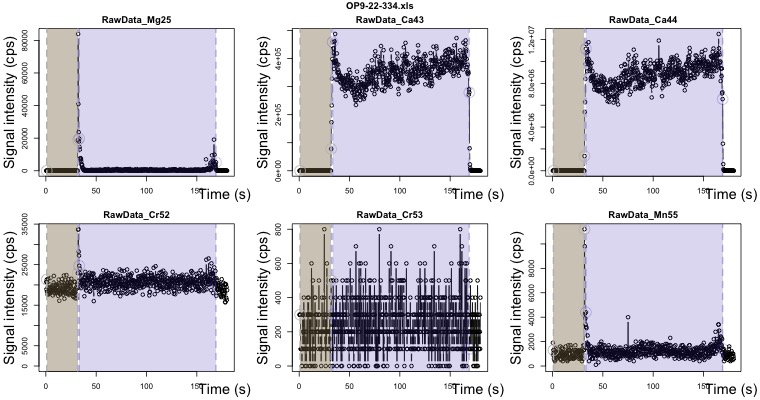 OP9-22-334.xls
RawData_Mg25
RawData_Ca43
RawData_Ca44
Signal intensity (cps)
0
20000
40000
60000
80000
0
50
100
150
Time (s)
Signal intensity (cps)
0e+00
2e+05
4e+05
0
50
100
150
Time (s)
Signal intensity (cps)
0.0e+00
4.0e+06
8.0e+06
1.2e+07
0
50
100
150
Time (s)
RawData_Cr52
RawData_Cr53
RawData_Mn55
Signal intensity (cps)
0
5000
15000
25000
35000
0
50
100
150
Time (s)
Signal intensity (cps)
0
200
400
600
800
0
50
100
150
Time (s)
Signal intensity (cps)
0
2000
4000
6000
8000
0
50
100
150
Time (s)